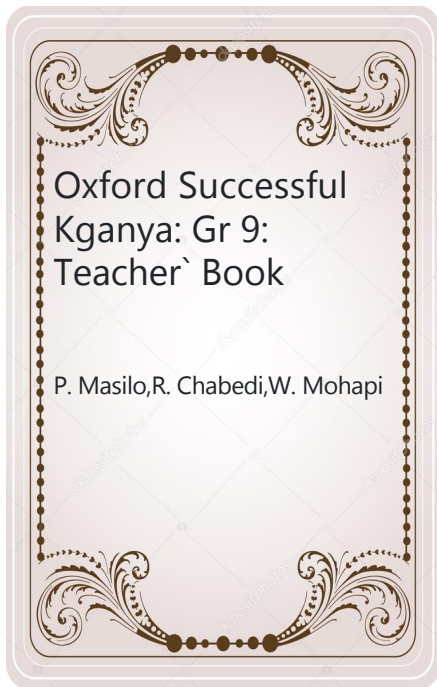 Oxford Successful
Kganya: Gr 9:
Teacher` Book
P. Masilo,R. Chabedi,W. Mohapi